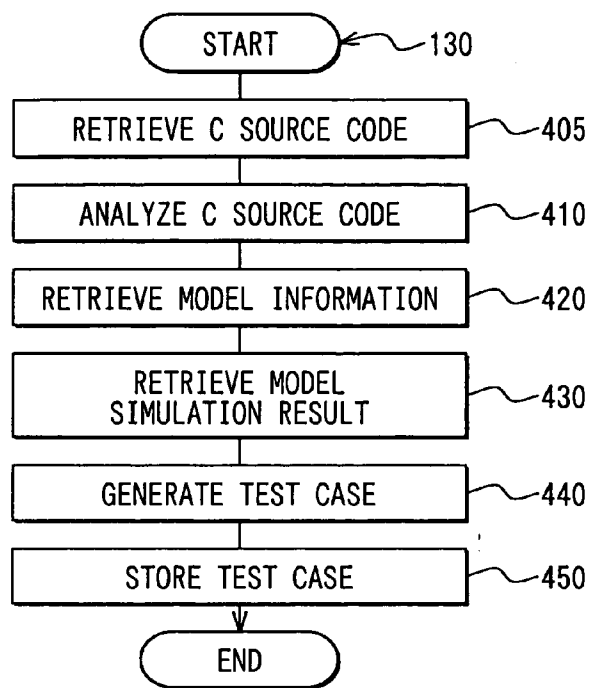 START
130
RETRIEVE C SOURCE CODE
405
ANALYZE C SOURCE CODE
410
RETRIEVE MODEL INFORMATION
420
RETRIEVE MODEL
SIMULATION RESULT
430
GENERATE TEST CASE
440
STORE TEST CASE
450
END